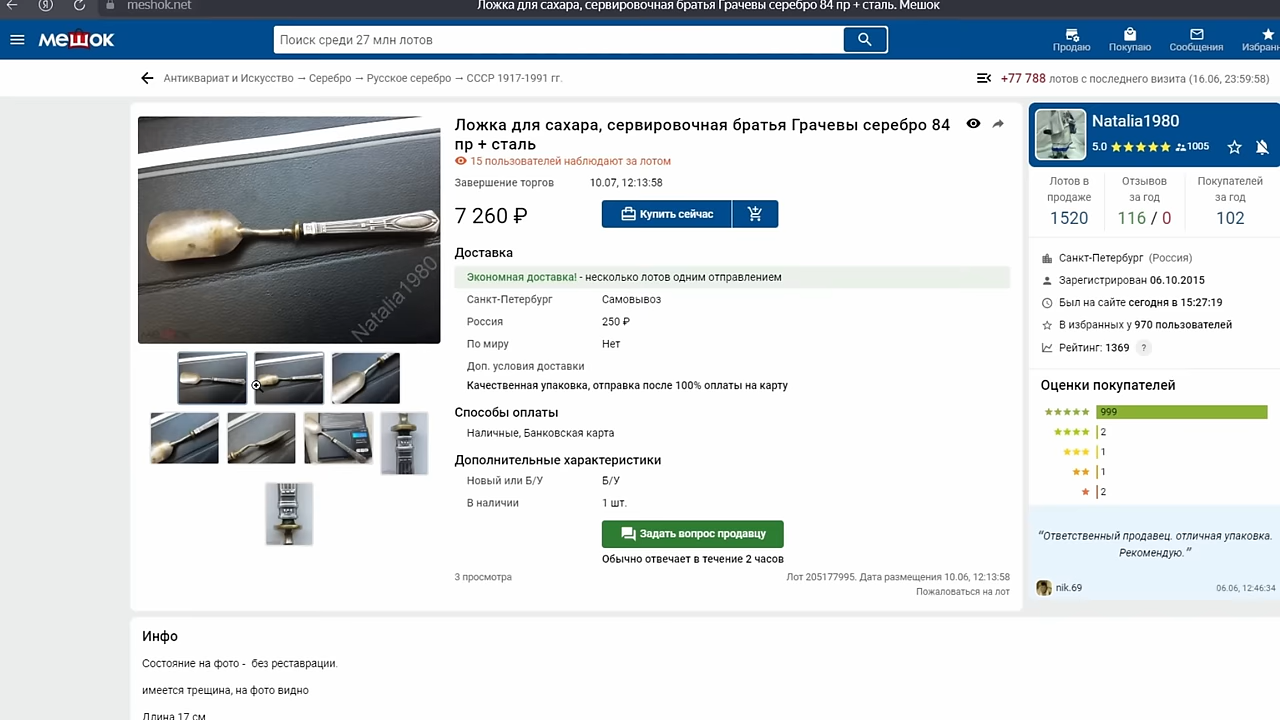 meshok.net
Ложка для сахара, сервировочная братья Грачевы серебро 84 пр + сталь. Мешок
мешок
Поиск среди 27 млн лотов
Продаю
Покупаю
Сообщения
Избранн
Антиквариат и Искусство → Серебро → Русское серебро → СССР 1917-1991 гг.
+77 788 лотов с последнего визита (16.06, 23:59:58)
Natalia1980
Ложка для сахара, сервировочная братья Грачевы серебро 84
пр + сталь
15 пользователей наблюдают за лотом
Завершение торгов 10.07, 12:13:58
7 260 ₽
Купить сейчас
Доставка
Экономная доставка! - несколько лотов одним отправлением
Санкт-Петербург Самовывоз
Россия 250 ₽
По миру Нет
Доп. условия доставки
Качественная упаковка, отправка после 100% оплаты на карту
Способы оплаты
Наличные, Банковская карта
Дополнительные характеристики
Новый или Б/У Б/У
В наличии 1 шт.
Задать вопрос продавцу
Обычно отвечает в течение 2 часов
3 просмотра
Лот 205177995. Дата размещения 10.06, 12:13:58
Пожаловаться на лот
Natalia1980
5.0 1005
Лотов в
продаже
1520
Отзывов
за год
116 / 0
Покупателей
за год
102
Санкт-Петербург (Россия)
Зарегистрирован 06.10.2015
Был на сайте сегодня в 15:27:19
В избранных у 970 пользователей
Рейтинг: 1369 ?
Оценки покупателей
999
2
1
1
2
“Ответственный продавец. отличная упаковка.
Рекомендую.”
nik.69 06.06, 12:46:34
Инфо
Состояние на фото - без реставрации.
имеется трещина, на фото видно
Длина 17 см